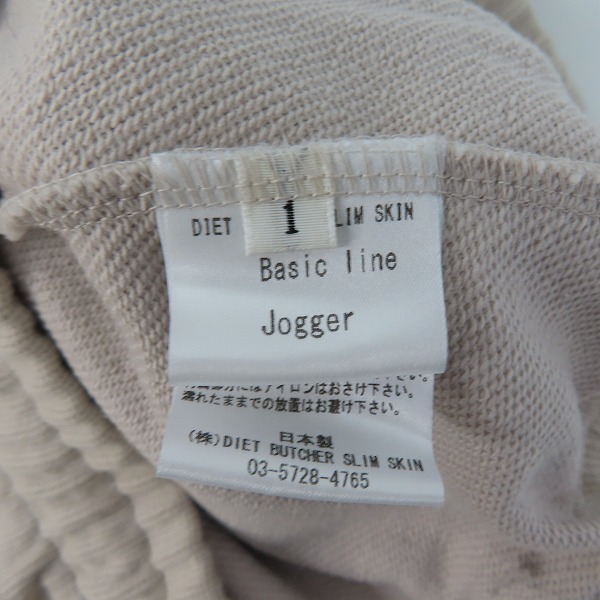 DIET 1 LIM SKIN
Basic line
Jogger
はアイロンはおさけ下さい。
濡れたままでの放置はお避け下さい。
日本製
(株)DIET BUTCHER SLIM SKIN
03-5728-4765